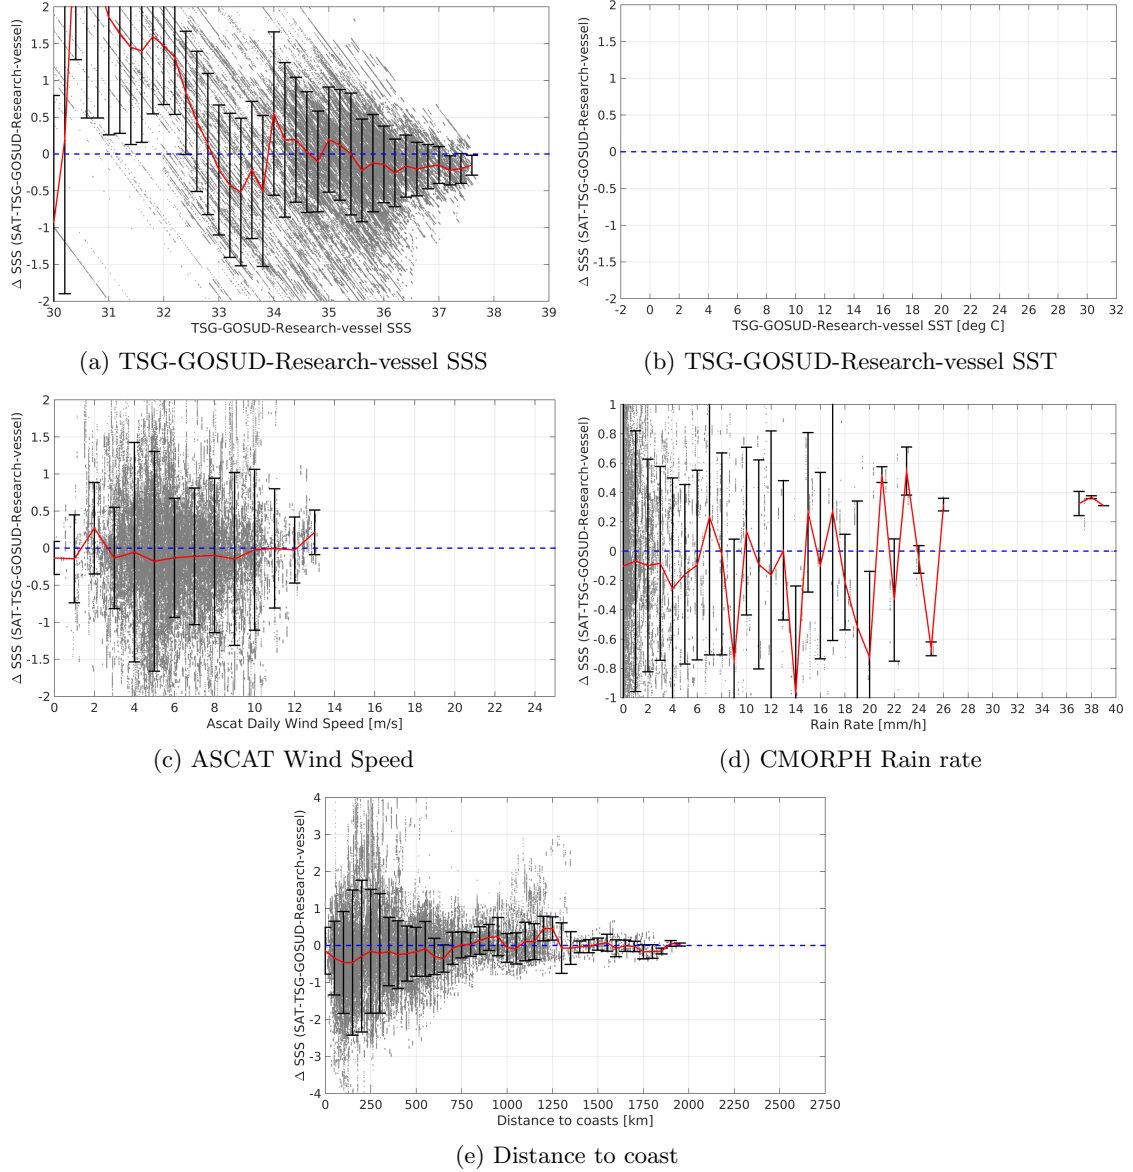 Δ SSS (SAT-TSG-GOSUD-Research-vessel)
2
1.5
1
0.5
0
-0.5
-1
-1.5
-2
30 31 32 33 34 35 36 37 38 39
TSG-GOSUD-Research-vessel SSS
(a) TSG-GOSUD-Research-vessel SSS
Δ SSS (SAT-TSG-GOSUD-Research-vessel)
2
1.5
1
0.5
0
-0.5
-1
-1.5
-2
-2 0 2 4 6 8 10 12 14 16 18 20 22 24 26 28 30 32
TSG-GOSUD-Research-vessel SST [deg C]
(b) TSG-GOSUD-Research-vessel SST
Δ SSS (SAT-TSG-GOSUD-Research-vessel)
2
1.5
1
0.5
0
-0.5
-1
-1.5
-2
0 2 4 6 8 10 12 14 16 18 20 22 24
Ascat Daily Wind Speed [m/s]
(c) ASCAT Wind Speed
Δ SSS (SAT-TSG-GOSUD-Research-vessel)
1
0.8
0.6
0.4
0.2
0
-0.2
-0.4
-0.6
-0.8
-1
0 2 4 6 8 10 12 14 16 18 20 22 24 26 28 30 32 34 36 38 40
Rain Rate [mm/h]
(d) CMORPH Rain rate
Δ SSS (SAT-TSG-GOSUD-Research-vessel)
4
3
2
1
0
-1
-2
-3
-4
0 250 500 750 1000 1250 1500 1750 2000 2250 2500 2750
Distance to coasts [km]
(e) Distance to coast